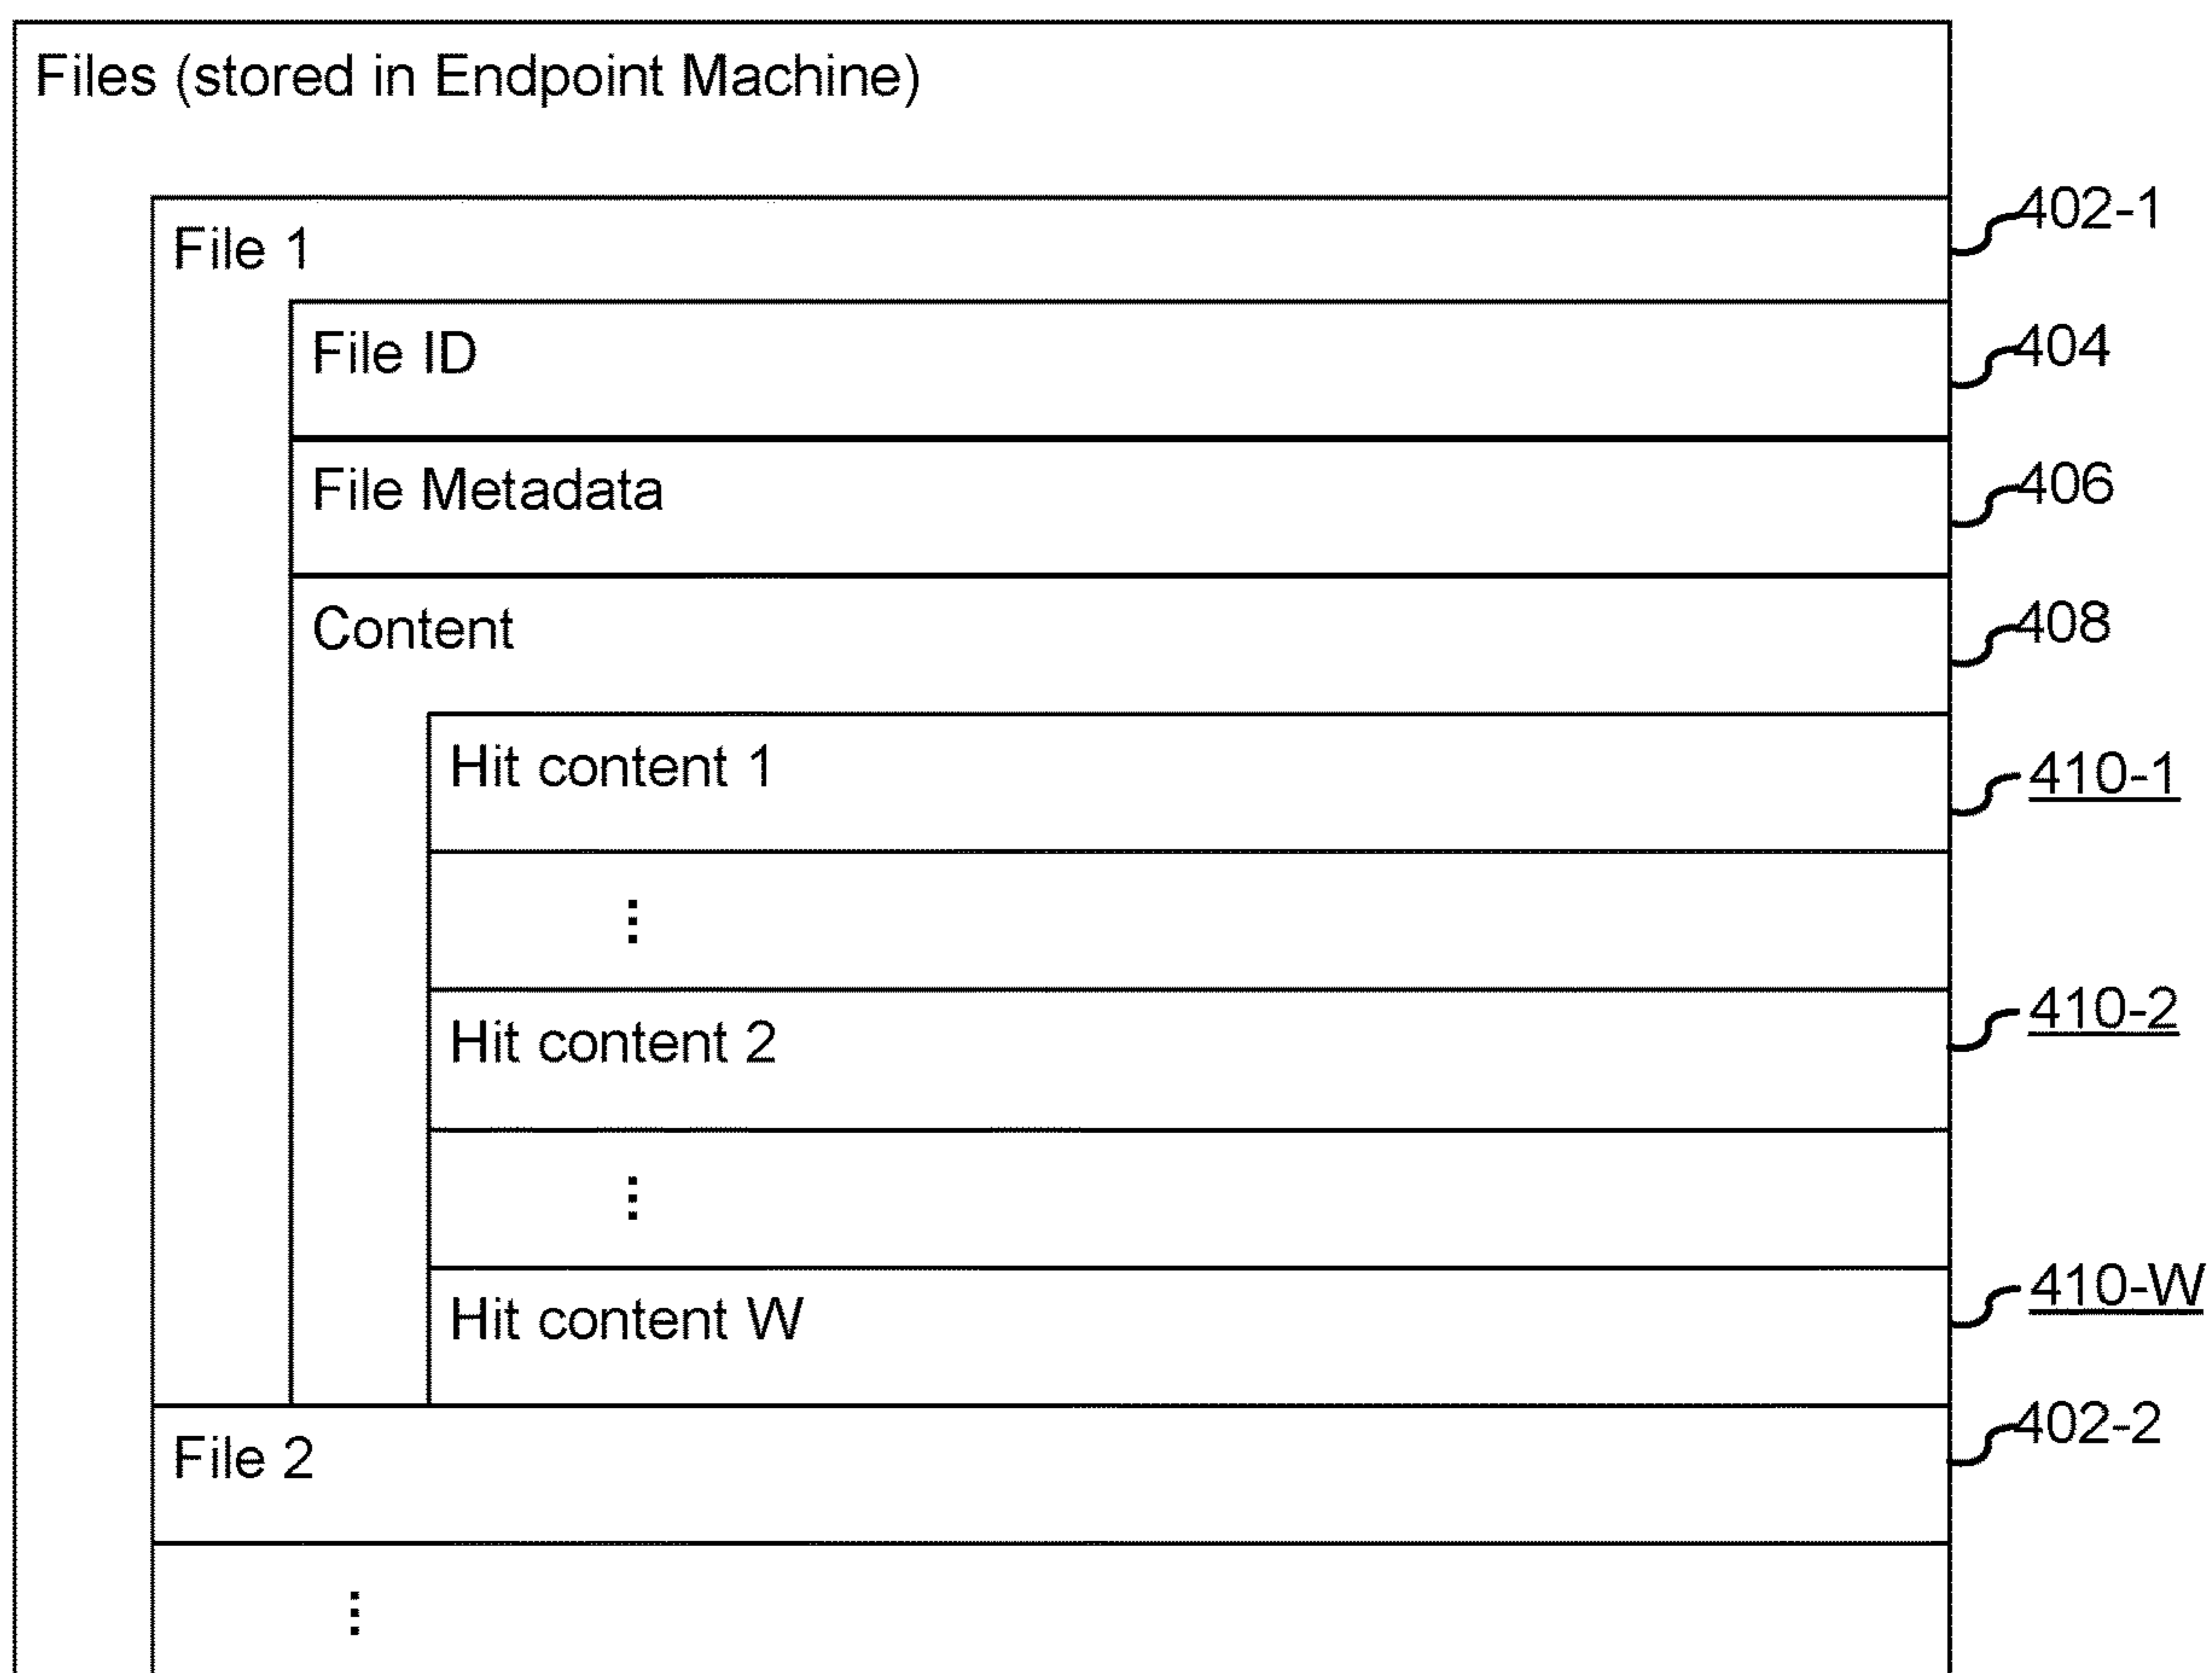 Files (stored in Endpoint Machine)
402-1
File 1
File ID
404
File Metadata
406
Content
408
Hit content 1
410-1
⋮
Hit content 2
410-2
⋮
Hit content W
410-W
402-2
File 2
⋮